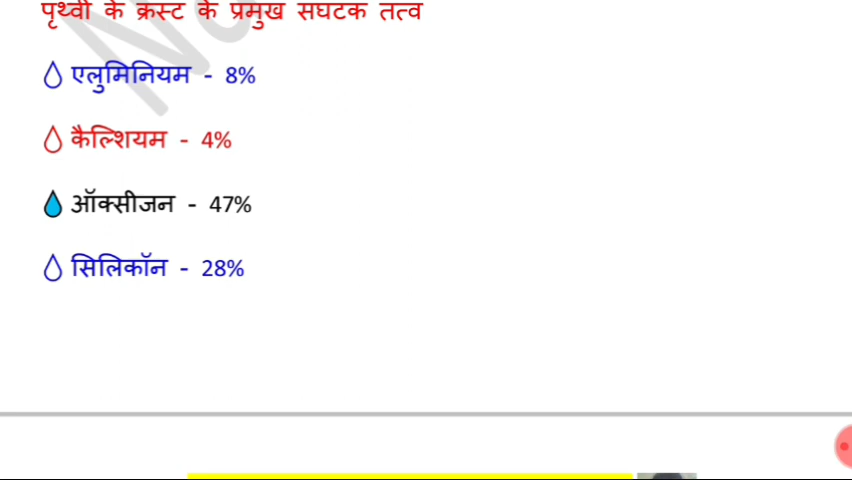 पृथ्वी के क्रस्ट के प्रमुख संघटक तत्व
एलुमिनियम - 8%
कैल्शियम - 4%
ऑक्सीजन - 47%
सिलिकॉन - 28%